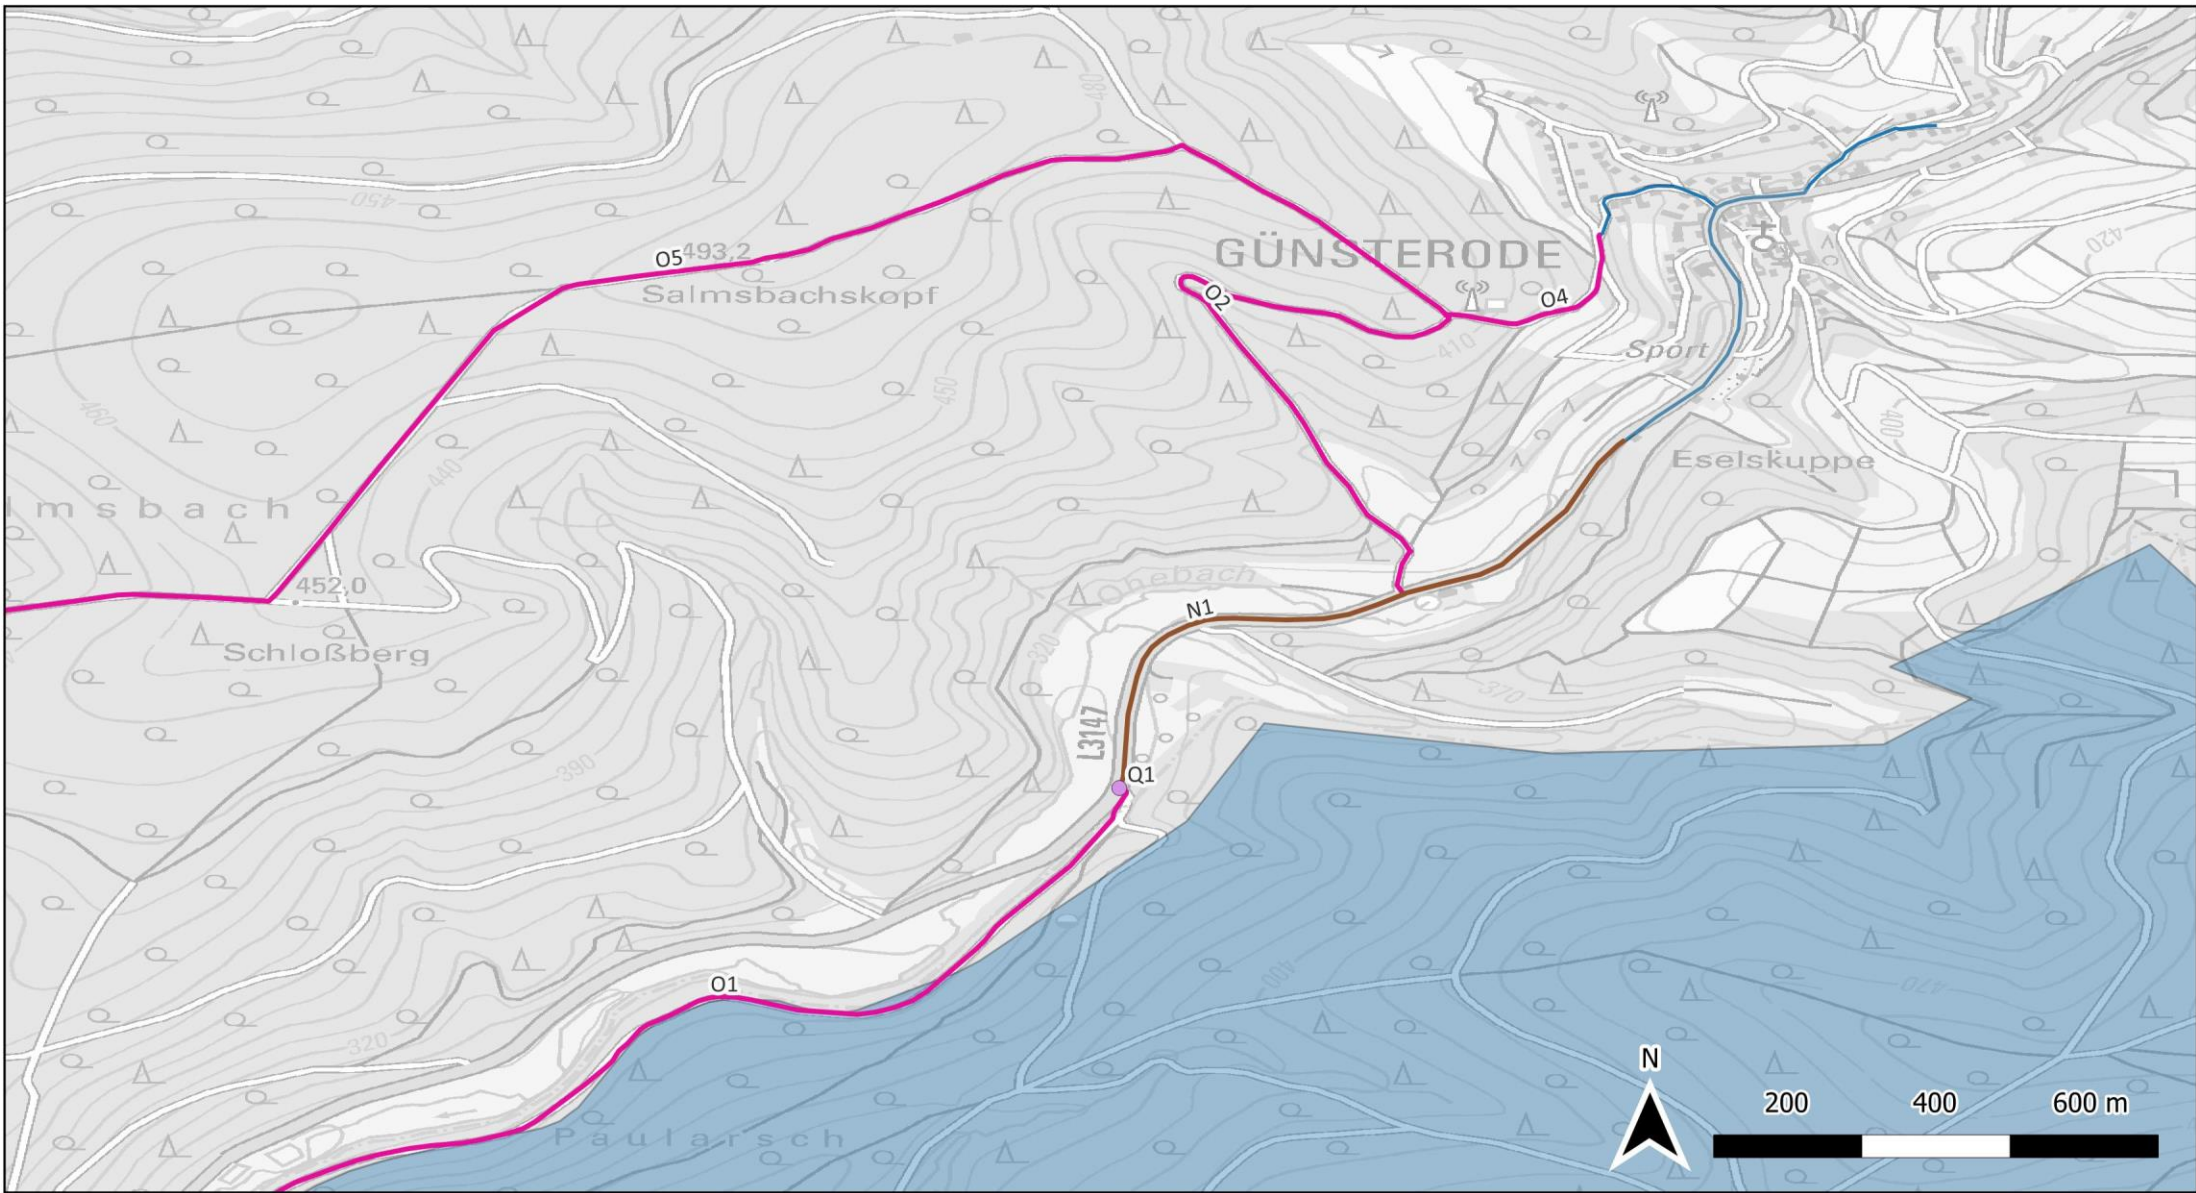 480
450
GÜNSTERODE
420
O5
493,2
Salmsbachskopf
O2
O4
410
Sport
450
460
400
440
Eselskuppe
lmsbach
452,0
Ohebach
N1
Schloßberg
320
370
L3147
390
Q1
O1
400
470
320
Paularsch
N
200
400
600 m